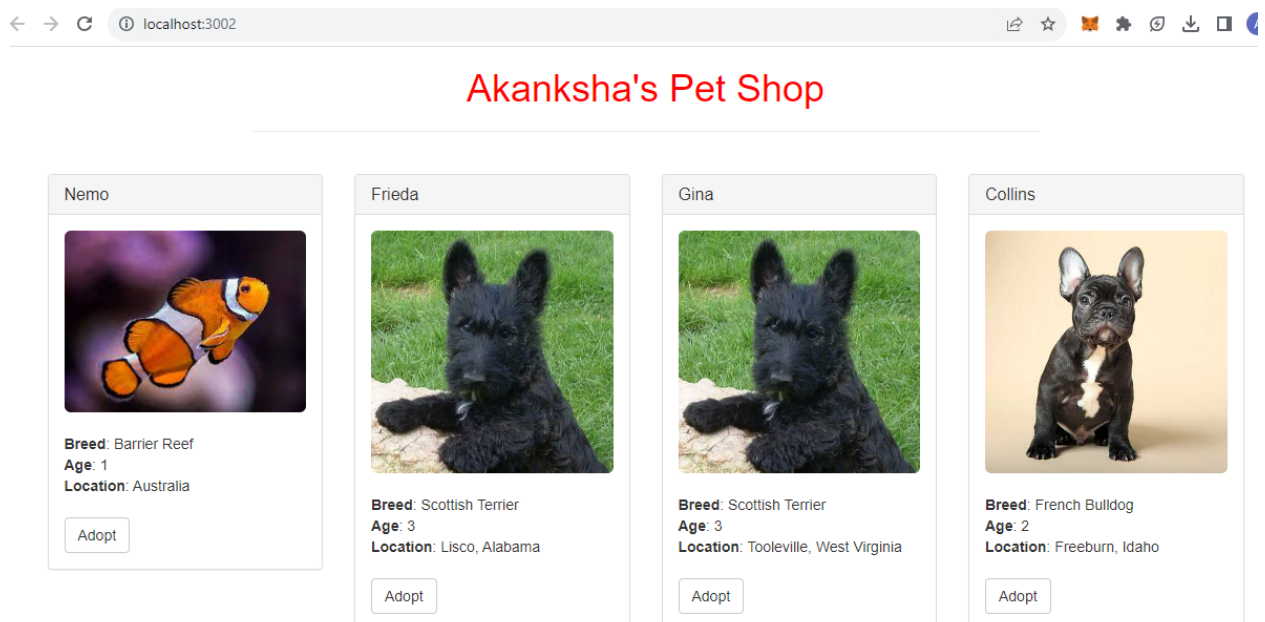 localhost:3002
Akanksha's Pet Shop
Nemo
Breed: Barrier Reef
Age: 1
Location: Australia
Adopt
Frieda
Breed: Scottish Terrier
Age: 3
Location: Lisco, Alabama
Adopt
Gina
Breed: Scottish Terrier
Age: 3
Location: Tooleville, West Virginia
Adopt
Collins
Breed: French Bulldog
Age: 2
Location: Freeburn, Idaho
Adopt